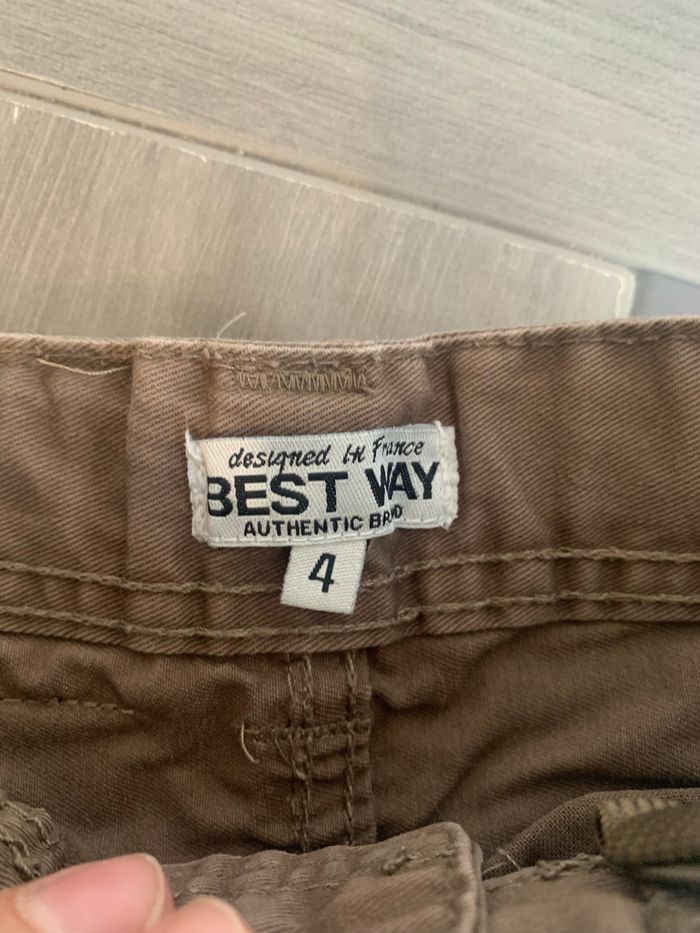 designed in France
BEST WAY
AUTHENTIC BRAND
4